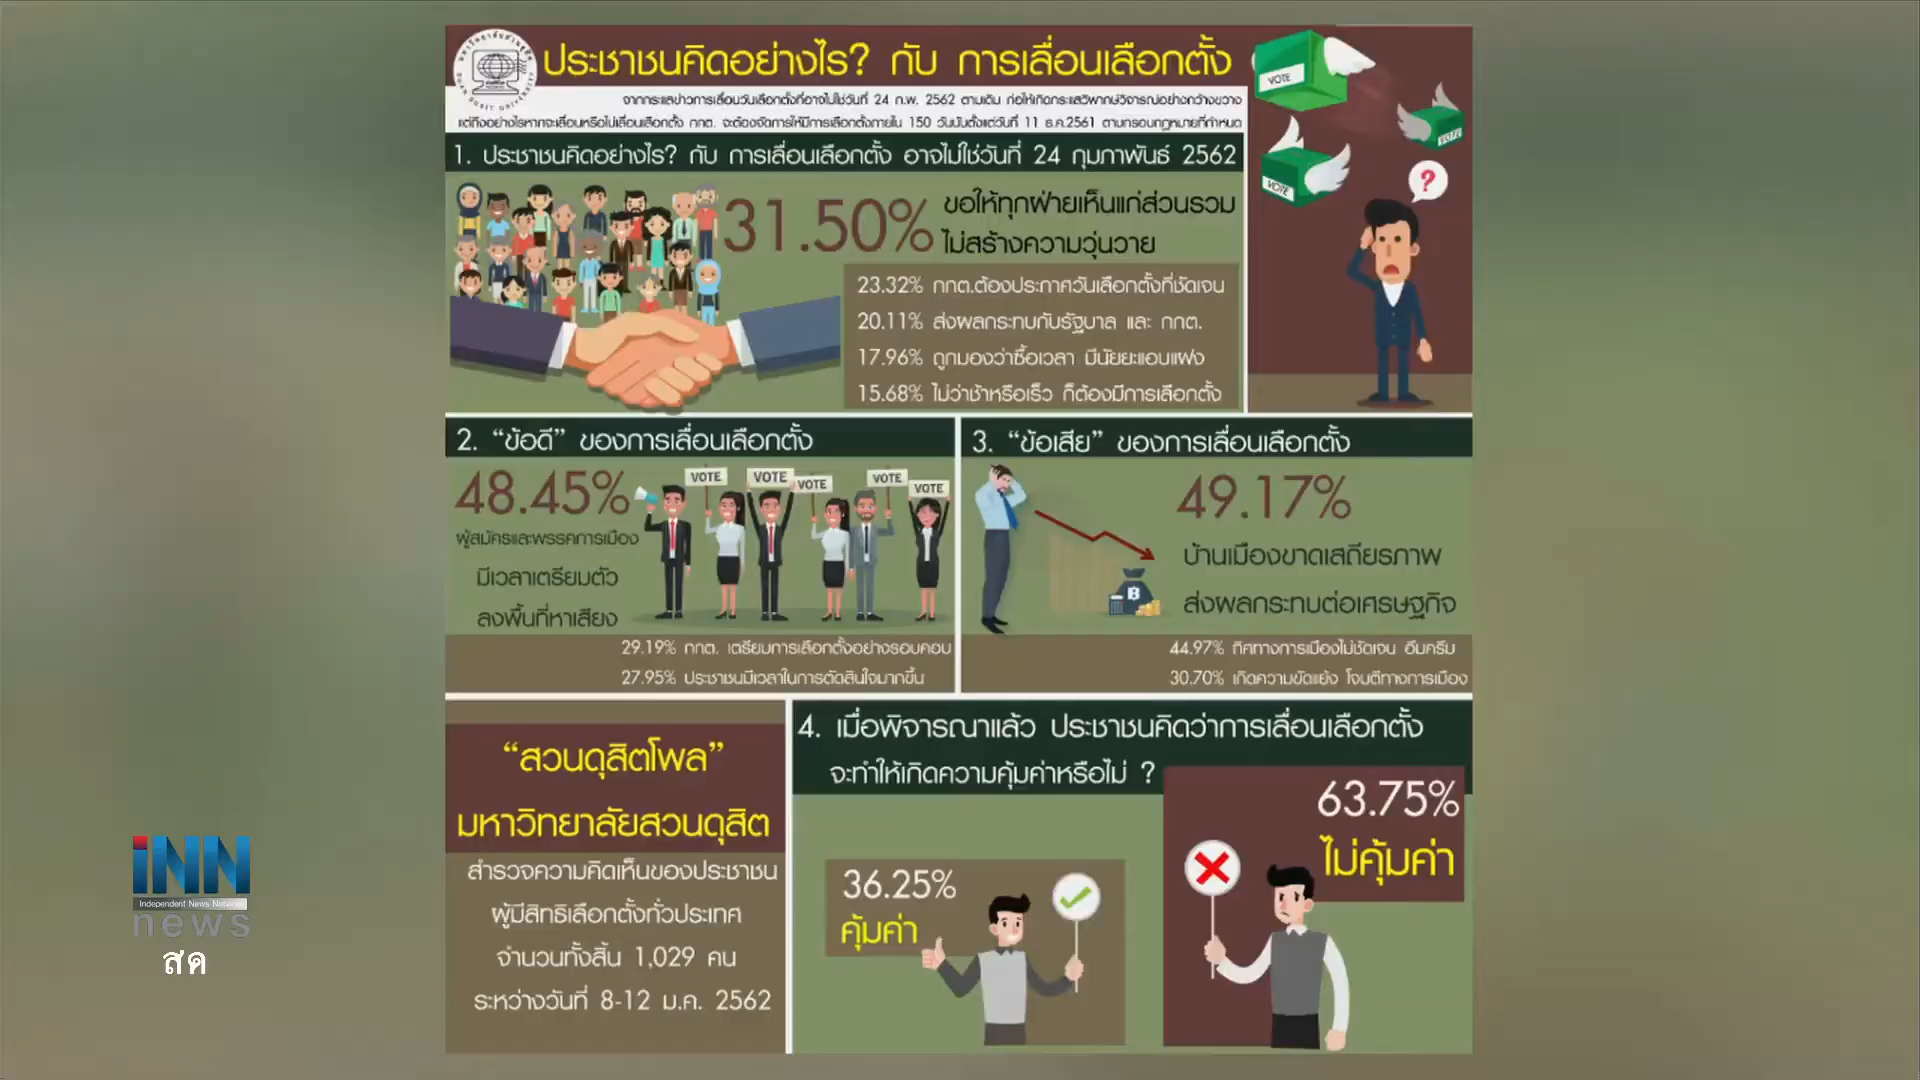 ประชาชนคิดอย่างไร? กับ การเลื่อนเลือกตั้ง
จากกระแสข่าวการเลื่อนวันเลือกตั้งที่อาจไม่ใช่วันที่ 24 ก.พ. 2562 ตามเดิม ก่อให้เกิดกระแสวิพากษ์วิจารณ์อย่างกว้างขวาง
แต่ถึงอย่างไรหากจะเลื่อนหรือไม่เลื่อนเลือกตั้ง กกต. จะต้องจัดการให้มีการเลือกตั้งภายใน 150 วันนับตั้งแต่วันที่ 11 ธ.ค.2561 ตามกรอบกฎหมายที่กำหนด
VOTE
VOTE
VOTE
?
1. ประชาชนคิดอย่างไร? กับ การเลื่อนเลือกตั้ง อาจไม่ใช่วันที่ 24 กุมภาพันธ์ 2562
31.50% ขอให้ทุกฝ่ายเห็นแก่ส่วนรวม
ไม่สร้างความวุ่นวาย
23.32% กกต.ต้องประกาศวันเลือกตั้งที่ชัดเจน
20.11% ส่งผลกระทบกับรัฐบาล และ กกต.
17.96% ถูกมองว่าซื้อเวลา มีนัยยะแอบแฝง
15.68% ไม่ว่าช้าหรือเร็ว ก็ต้องมีการเลือกตั้ง
2. “ข้อดี” ของการเลื่อนเลือกตั้ง
48.45%
ผู้สมัครและพรรคการเมือง
มีเวลาเตรียมตัว
ลงพื้นที่หาเสียง
VOTE
VOTE
VOTE
VOTE
VOTE
29.19% กกต. เตรียมการเลือกตั้งอย่างรอบคอบ
27.95% ประชาชนมีเวลาในการตัดสินใจมากขึ้น
3. “ข้อเสีย” ของการเลื่อนเลือกตั้ง
49.17%
บ้านเมืองขาดเสถียรภาพ
ส่งผลกระทบต่อเศรษฐกิจ
B
44.97% ทิศทางการเมืองไม่ชัดเจน อึมครึม
30.70% เกิดความขัดแย้ง โจมตีทางการเมือง
“สวนดุสิตโพล”
มหาวิทยาลัยสวนดุสิต
สำรวจความคิดเห็นของประชาชน
ผู้มีสิทธิเลือกตั้งทั่วประเทศ
จำนวนทั้งสิ้น 1,029 คน
ระหว่างวันที่ 8-12 ม.ค. 2562
4. เมื่อพิจารณาแล้ว ประชาชนคิดว่าการเลื่อนเลือกตั้ง
จะทำให้เกิดความคุ้มค่าหรือไม่ ?
36.25%
คุ้มค่า
63.75%
ไม่คุ้มค่า
iNN
Independent News Network
news
สด